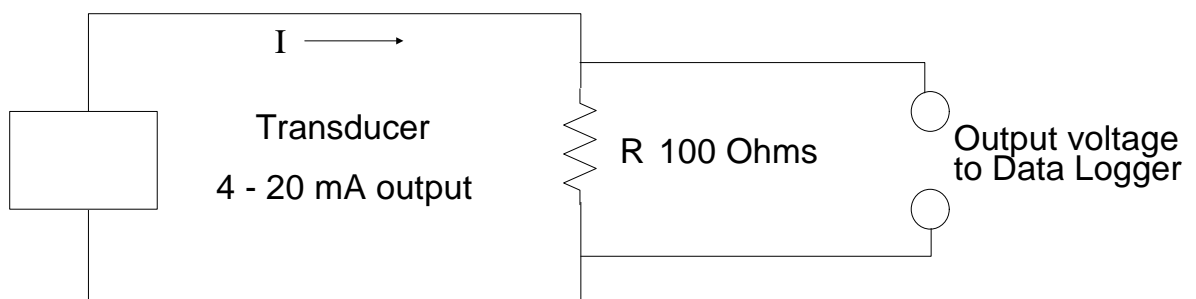 I
Transducer
4 - 20 mA output
R 100 Ohms
Output voltage
to Data Logger